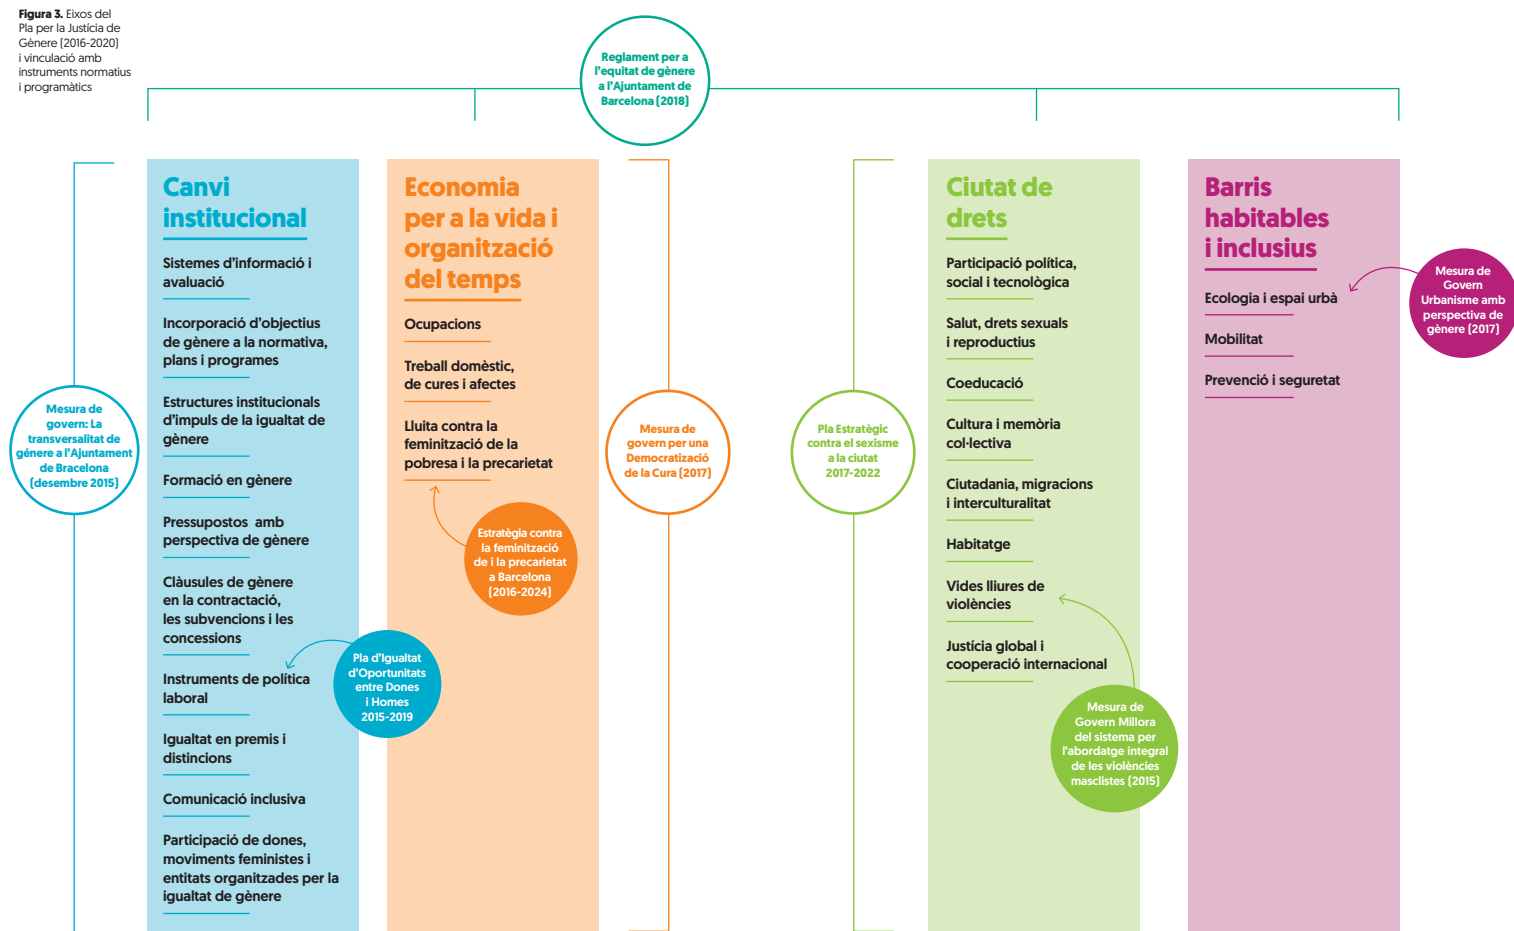 Figura 3. Eixos del
Pla per la Justícia de
Gènere (2016-2020)
i vinculació amb
instruments normatius
i programàtics
Reglament per a
l'equitat de gènere
a l'Ajuntament de
Barcelona (2018)
Mesura de
govern: La
transversalitat de
génere a l'Ajuntament
de Bracelona
(desembre 2015)
Canvi
institucional
Sistemes d'informació i
avaluació
Incorporació d'objectius
de gènere a la normativa,
plans i programes
Estructures institucionals
d'impuls de la igualtat de
gènere
Formació en gènere
Pressupostos amb
perspectiva de gènere
Clàusules de gènere
en la contractació,
les subvencions i les
concessions
Instruments de política
laboral
Igualtat en premis i
distincions
Comunicació inclusiva
Participació de dones,
moviments feministes i
entitats organitzades per la
igualtat de gènere
Pla d'Igualtat
d'Oportunitats
entre Dones
i Homes
2015-2019
Economia
per a la vida i
organització
del temps
Ocupacions
Treball domèstic,
de cures i afectes
Lluita contra la
feminització de la
pobresa i la precarietat
Estratègia contra
la feminització
de i la precarietat
a Barcelona
(2016-2024)
Mesura de
govern per una
Democratizació
de la Cura (2017)
Pla Estratègic
contra el sexisme
a la ciutat
2017-2022
Ciutat de
drets
Participació política,
social i tecnològica
Salut, drets sexuals
i reproductius
Coeducació
Cultura i memòria
col·lectiva
Ciutadania, migracions
i interculturalitat
Habitatge
Vides lliures de
violències
Justícia global i
cooperació internacional
Mesura de
Govern Millora
del sistema per
l'abordatge integral
de les violències
masclistes (2015)
Barris
habitables
i inclusius
Ecologia i espai urbà
Mobilitat
Prevenció i seguretat
Mesura de
Govern
Urbanisme amb
perspectiva de
gènere (2017)